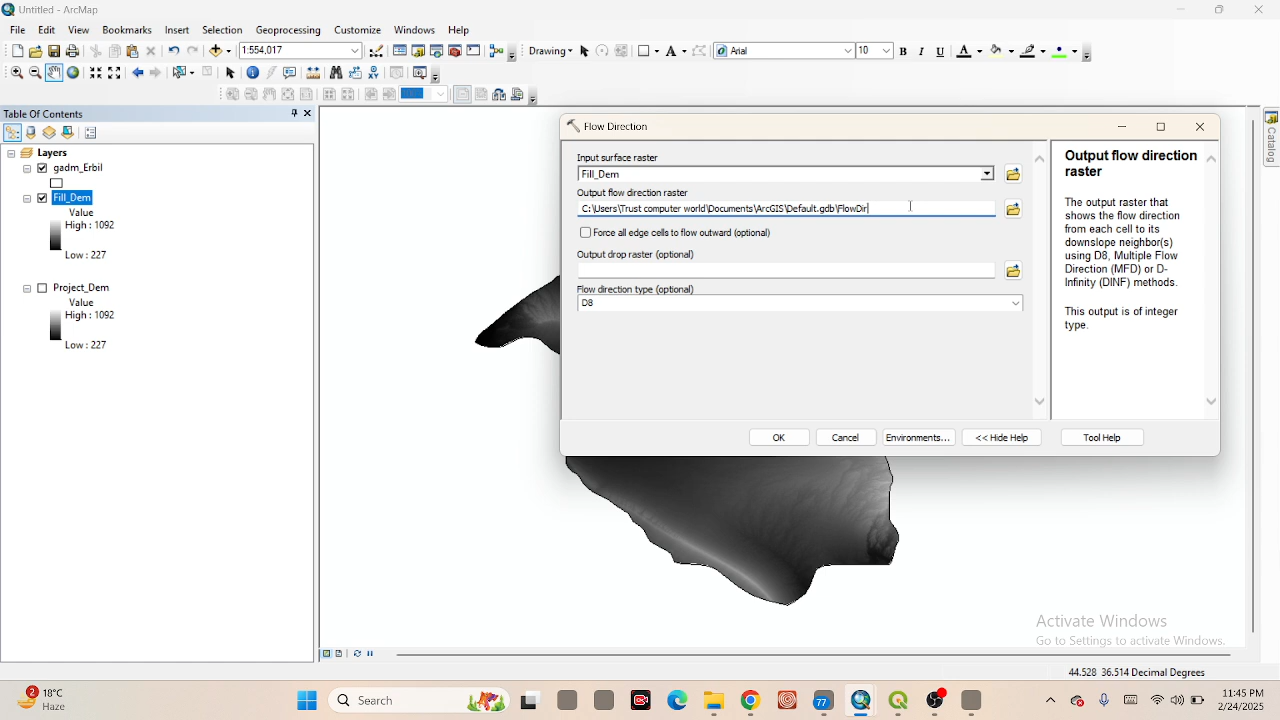 Untitled - ArcMap
File Edit View Bookmarks Insert Selection Geoprocessing Customize Windows Help
1:554,017 Drawing Arial 10 B I U A
Table Of Contents
Layers
gadm_Erbil
Fill_Dem
Value
High : 1092
Low : 227
Project_Dem
Value
High : 1092
Low : 227
Flow Direction
Input surface raster
Fill_Dem
Output flow direction raster
C:\Users\Trust computer world\Documents\ArcGIS\Default.gdb\FlowDir
Force all edge cells to flow outward (optional)
Output drop raster (optional)
Flow direction type (optional)
D8
OK Cancel Environments... << Hide Help Tool Help
Output flow direction
raster
The output raster that
shows the flow direction
from each cell to its
downslope neighbor(s)
using D8, Multiple Flow
Direction (MFD) or D-
Infinity (DINF) methods.
This output is of integer
type.
Catalog
Activate Windows
Go to Settings to activate Windows.
44.528 36.514 Decimal Degrees
2
18°C
Haze
Search
77
11:45 PM
2/24/2025